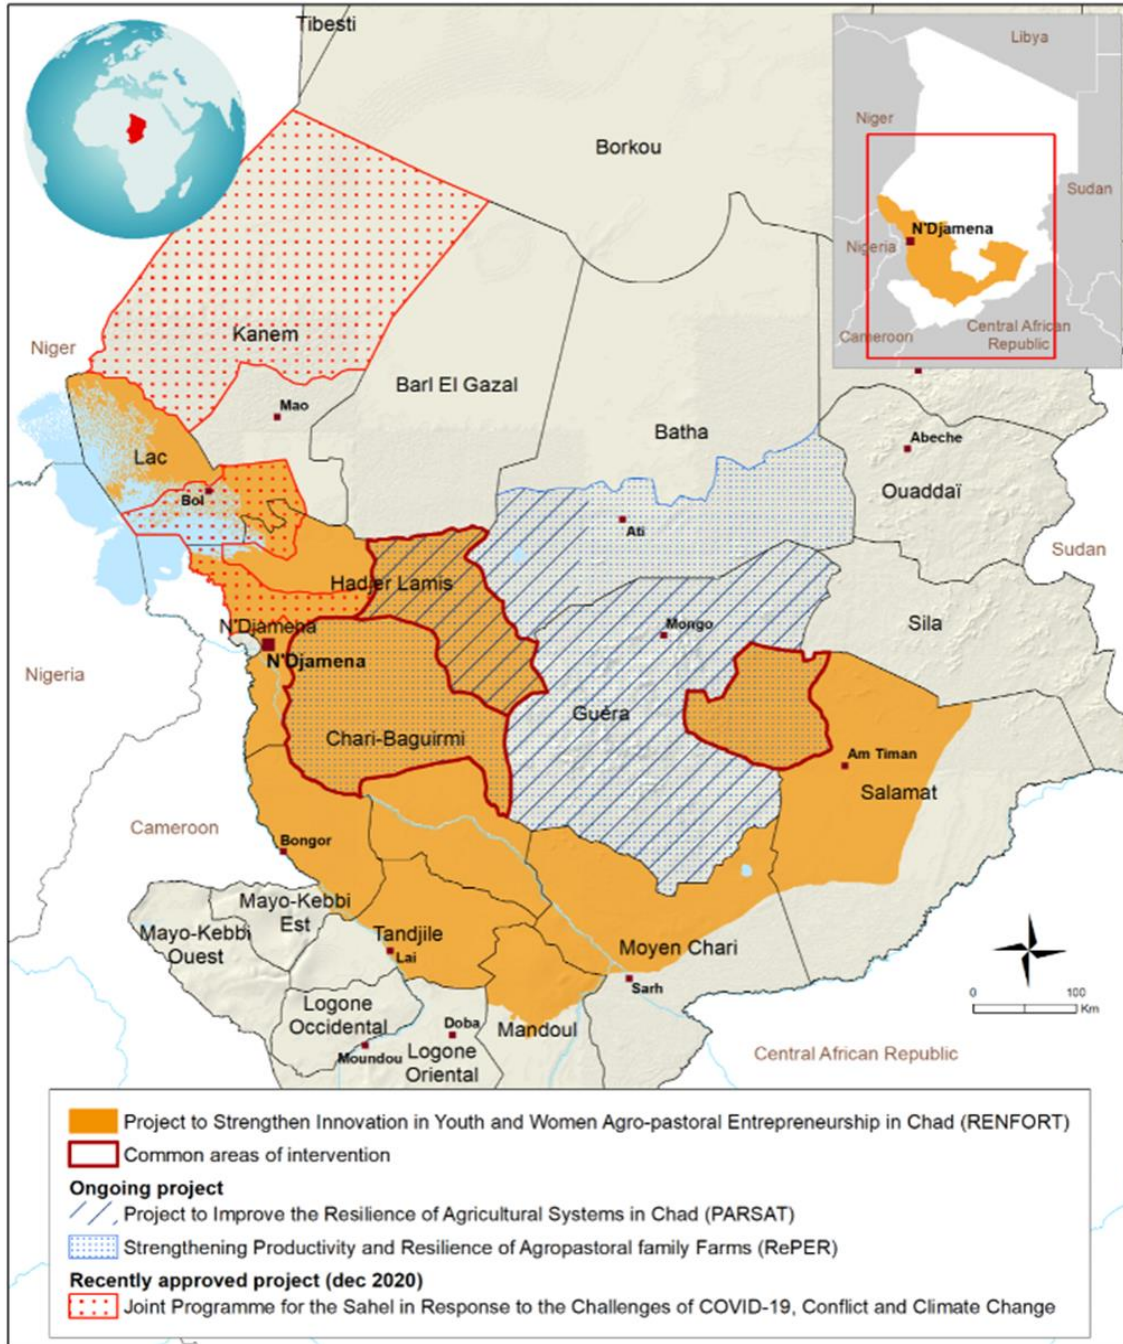 Tibesti
Libya
Niger
Borkou
Sudan
N'Djamena
Nigeria
Cameroon
Central African
Republic
Kanem
Niger
Barl El Gazal
Mao
Batha
Abeche
Lac
Ouaddaï
Bol
Ati
Sudan
Hadjer Lamis
N'Djamena
Mongo
Sila
N'Djamena
Nigeria
Guéra
Chari-Baguirmi
Am Timan
Salamat
Cameroon
Bongor
Mayo-Kebbi
Est
Mayo-Kebbi
Ouest
Tandjile
Lai
Moyen Chari
Sarh
Logone
Occidental
Doba
Mandoul
Moundou
Logone
Oriental
0 100
Km
Central African Republic
Project to Strengthen Innovation in Youth and Women Agro-pastoral Entrepreneurship in Chad (RENFORT)
Common areas of intervention
Ongoing project
Project to Improve the Resilience of Agricultural Systems in Chad (PARSAT)
Strengthening Productivity and Resilience of Agropastoral family Farms (RePER)
Recently approved project (dec 2020)
Joint Programme for the Sahel in Response to the Challenges of COVID-19, Conflict and Climate Change